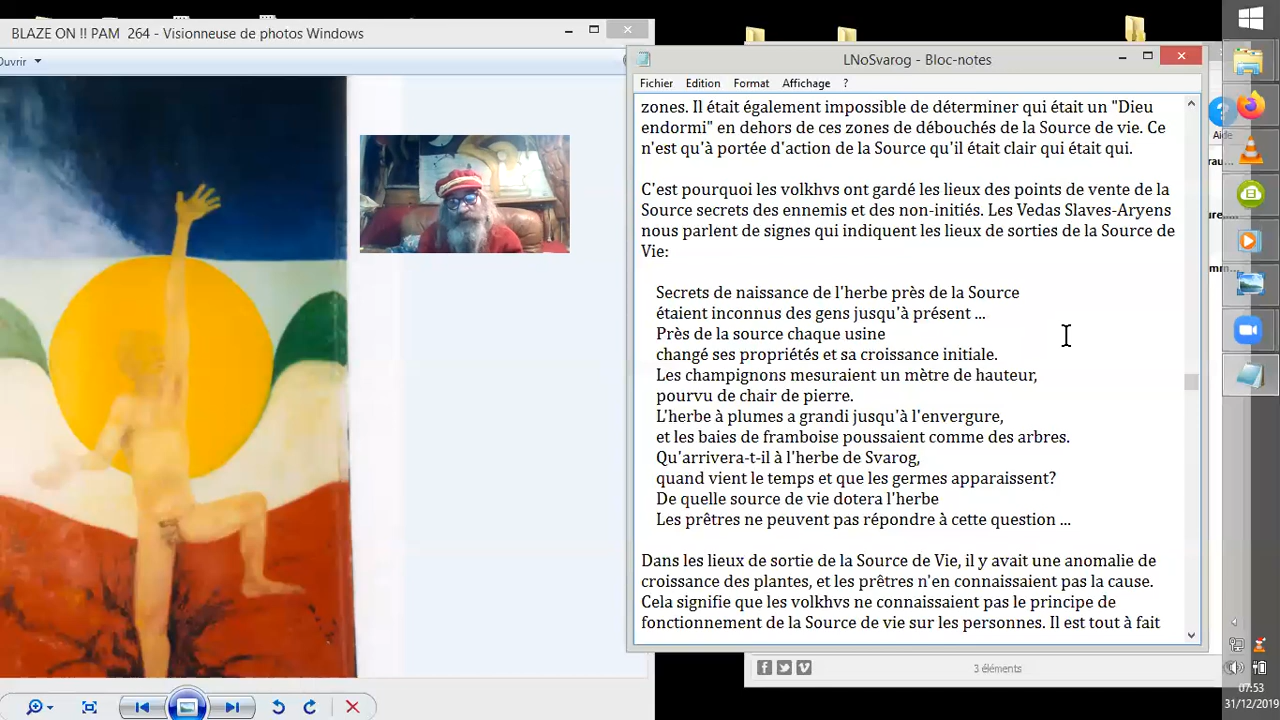 BLAZE ON !! PAM 264 - Visionneuse de photos Windows
Ouvrir
LNoSvarog - Bloc-notes
Fichier Edition Format Affichage ?
zones. Il était également impossible de déterminer qui était un "Dieu
endormi" en dehors de ces zones de débouchés de la Source de vie. Ce
n'est qu'à portée d'action de la Source qu'il était clair qui était qui.
C'est pourquoi les volkhvs ont gardé les lieux des points de vente de la
Source secrets des ennemis et des non-initiés. Les Vedas Slaves-Aryens
nous parlent de signes qui indiquent les lieux de sorties de la Source de
Vie:
Secrets de naissance de l'herbe près de la Source
étaient inconnus des gens jusqu'à présent ...
Près de la source chaque usine
changé ses propriétés et sa croissance initiale.
Les champignons mesuraient un mètre de hauteur,
pourvu de chair de pierre.
L'herbe à plumes a grandi jusqu'à l'envergure,
et les baies de framboise poussaient comme des arbres.
Qu'arrivera-t-il à l'herbe de Svarog,
quand vient le temps et que les germes apparaissent?
De quelle source de vie dotera l'herbe
Les prêtres ne peuvent pas répondre à cette question ...
Dans les lieux de sortie de la Source de Vie, il y avait une anomalie de
croissance des plantes, et les prêtres n'en connaissaient pas la cause.
Cela signifie que les volkhvs ne connaissaient pas le principe de
fonctionnement de la Source de vie sur les personnes. Il est tout à fait
3 éléments
Aide
07:53
31/12/2019